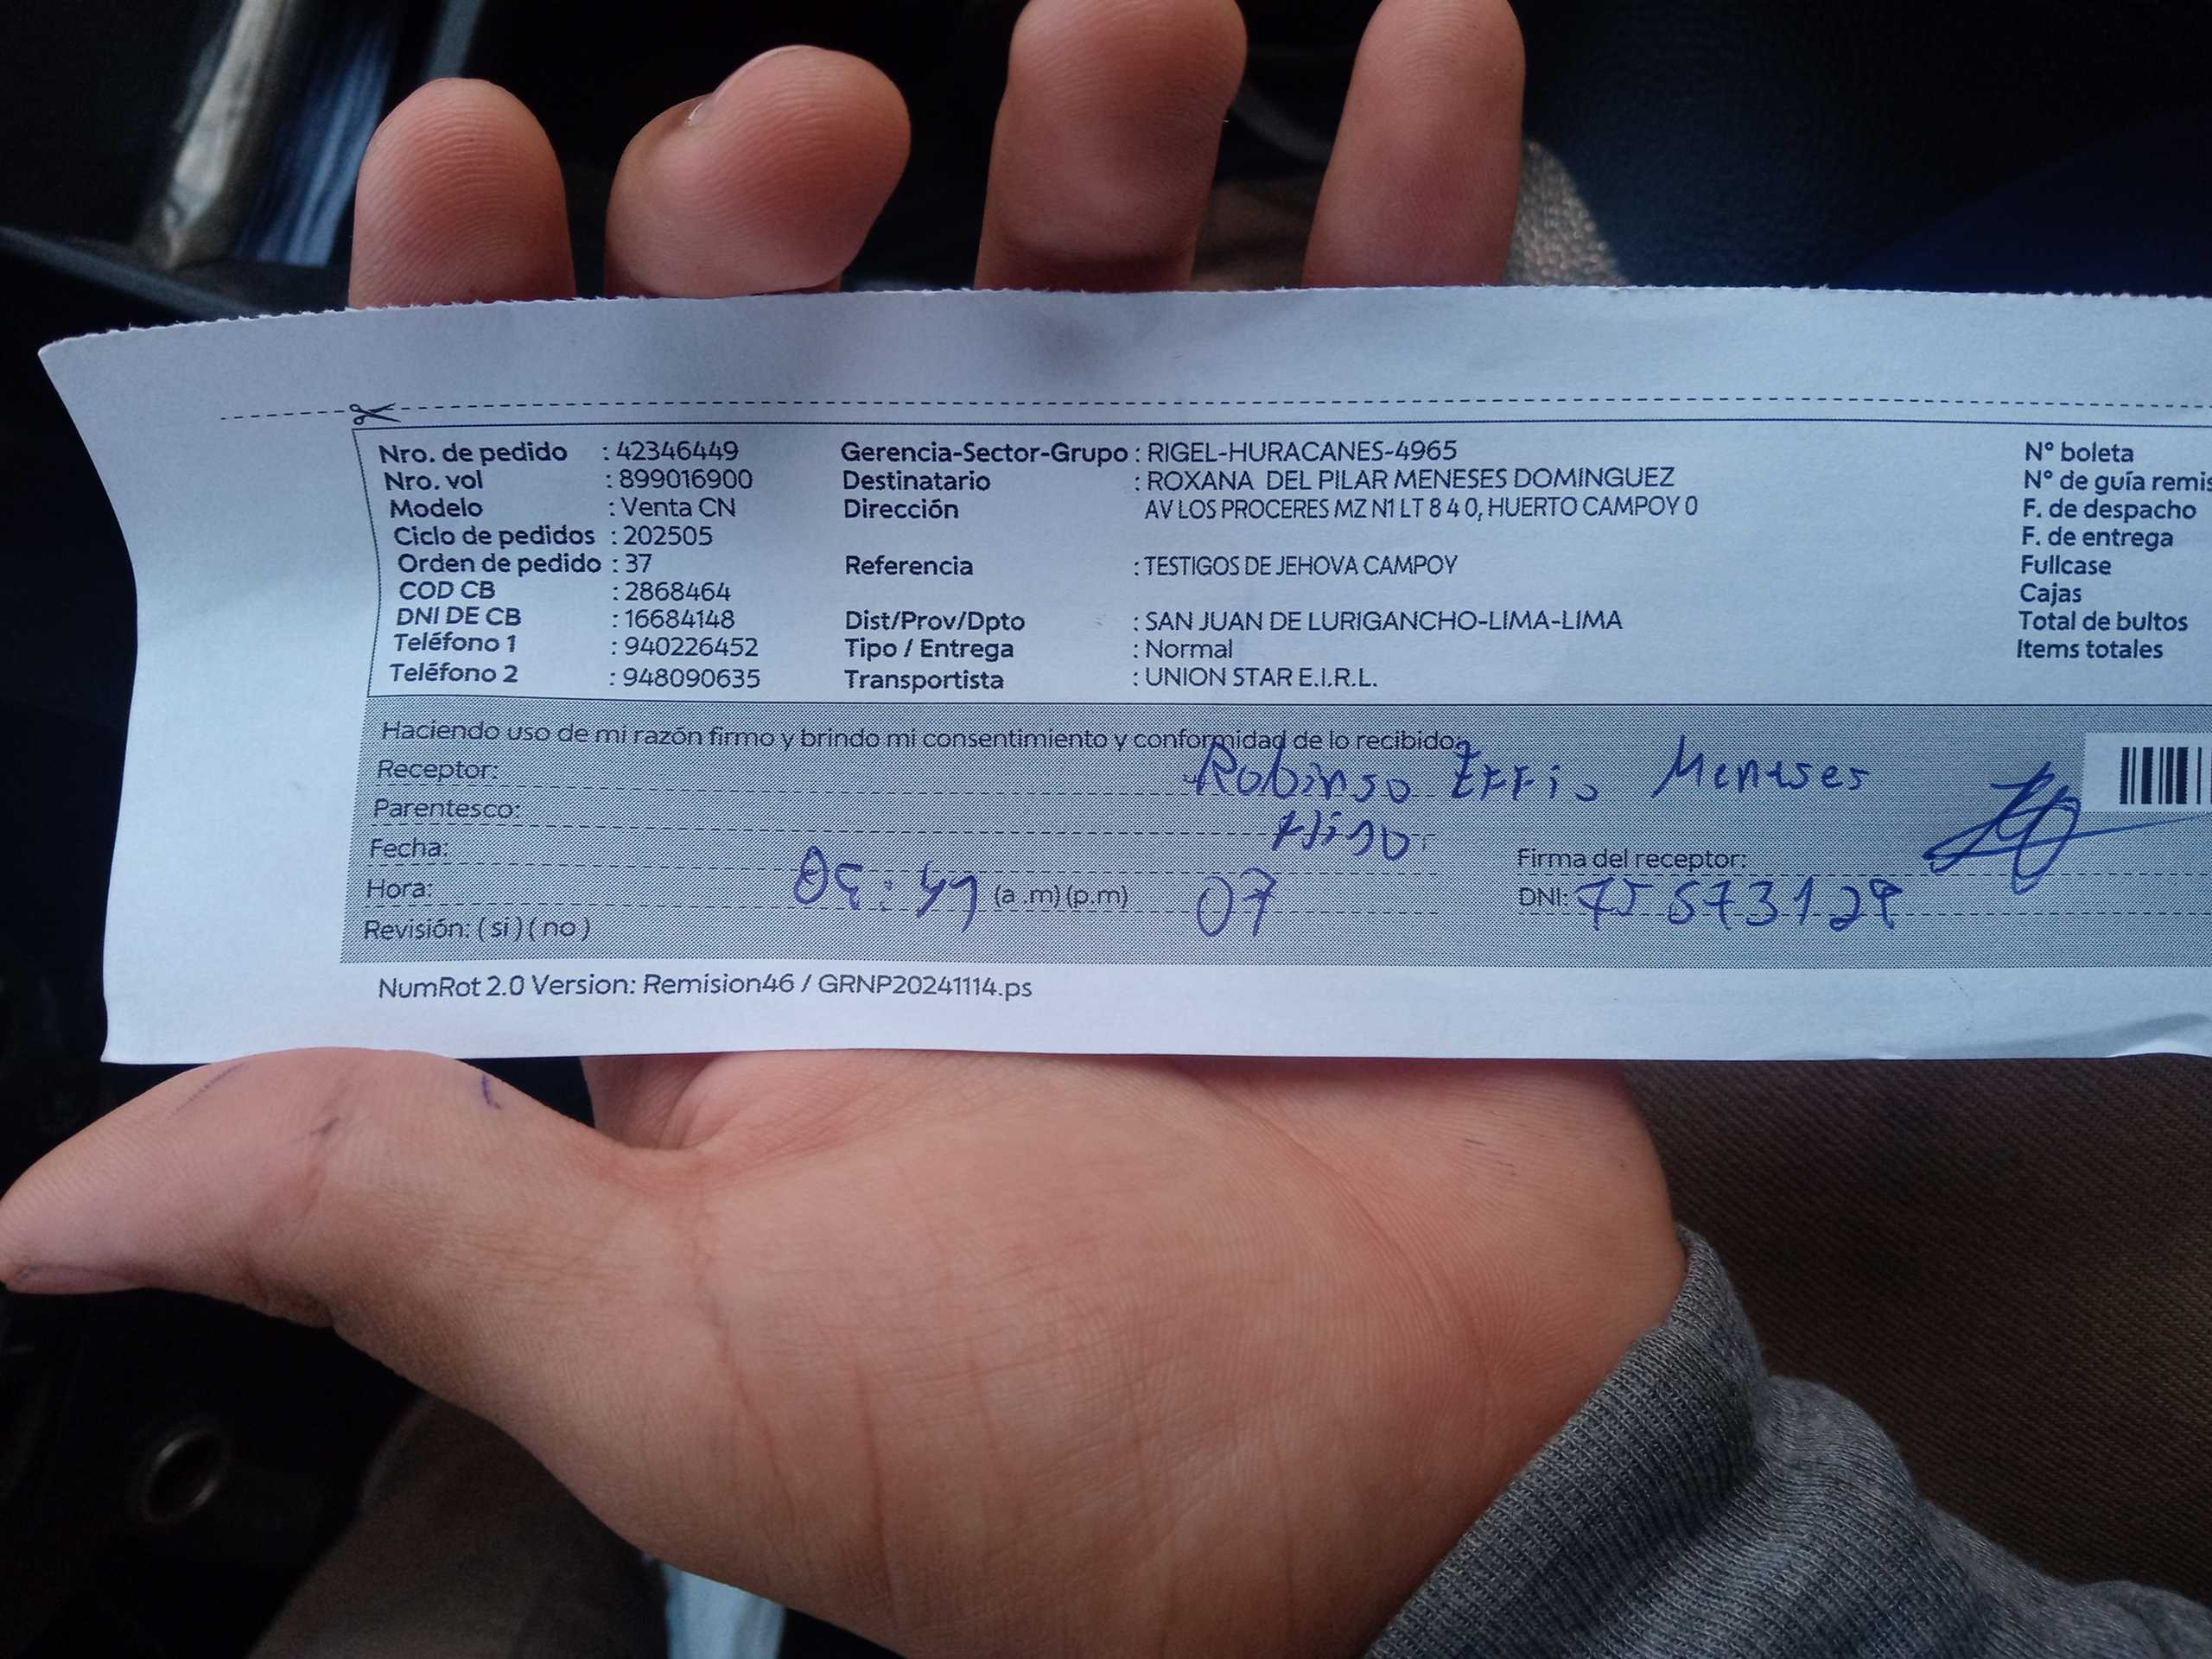 Nro. de pedido : 42346449 Gerencia-Sector-Grupo : RIGEL-HURACANES-4965 N° boleta
Nro. vol : 899016900 Destinatario : ROXANA DEL PILAR MENESES DOMINGUEZ N° de guía remis
Modelo : Venta CN Dirección AV LOS PROCERES MZ N1 LT 8 4 0, HUERTO CAMPOY 0 F. de despacho
Ciclo de pedidos : 202505 F. de entrega
Orden de pedido : 37 Referencia : TESTIGOS DE JEHOVA CAMPOY Fullcase
COD CB : 2868464 Cajas
DNI DE CB : 16684148 Dist/Prov/Dpto : SAN JUAN DE LURIGANCHO-LIMA-LIMA Total de bultos
Teléfono 1 : 940226452 Tipo / Entrega : Normal Items totales
Teléfono 2 : 948090635 Transportista : UNION STAR E.I.R.L.
Haciendo uso de mi razón firmo y brindo mi consentimiento y conformidad de lo recibido
Receptor: Robinso Meneses
Parentesco: Hijo
Fecha: Firma del receptor:
Hora: (a .m) (p.m) 07 DNI:
Revisión: ( si ) ( no )
NumRot 2.0 Version: Remision46 / GRNP20241114.ps